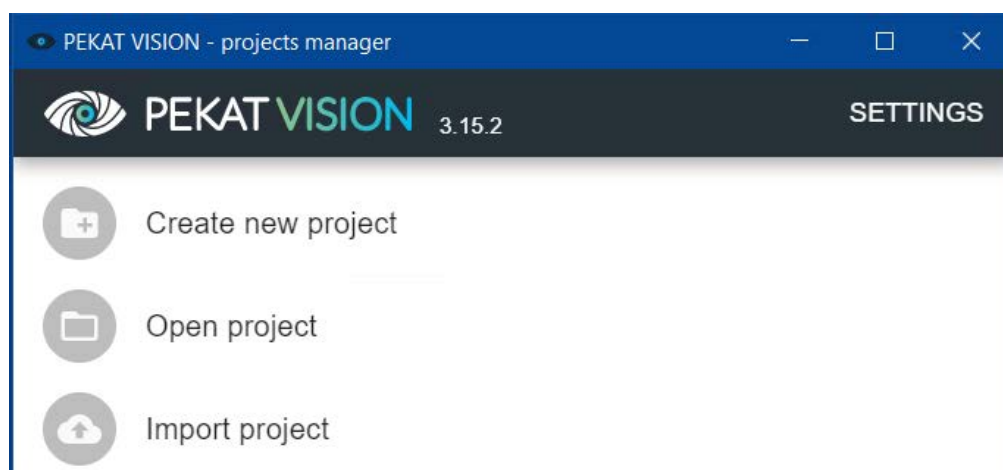 PEKAT VISION - projects manager
PEKAT VISION 3.15.2 SETTINGS
Create new project
Open project
Import project